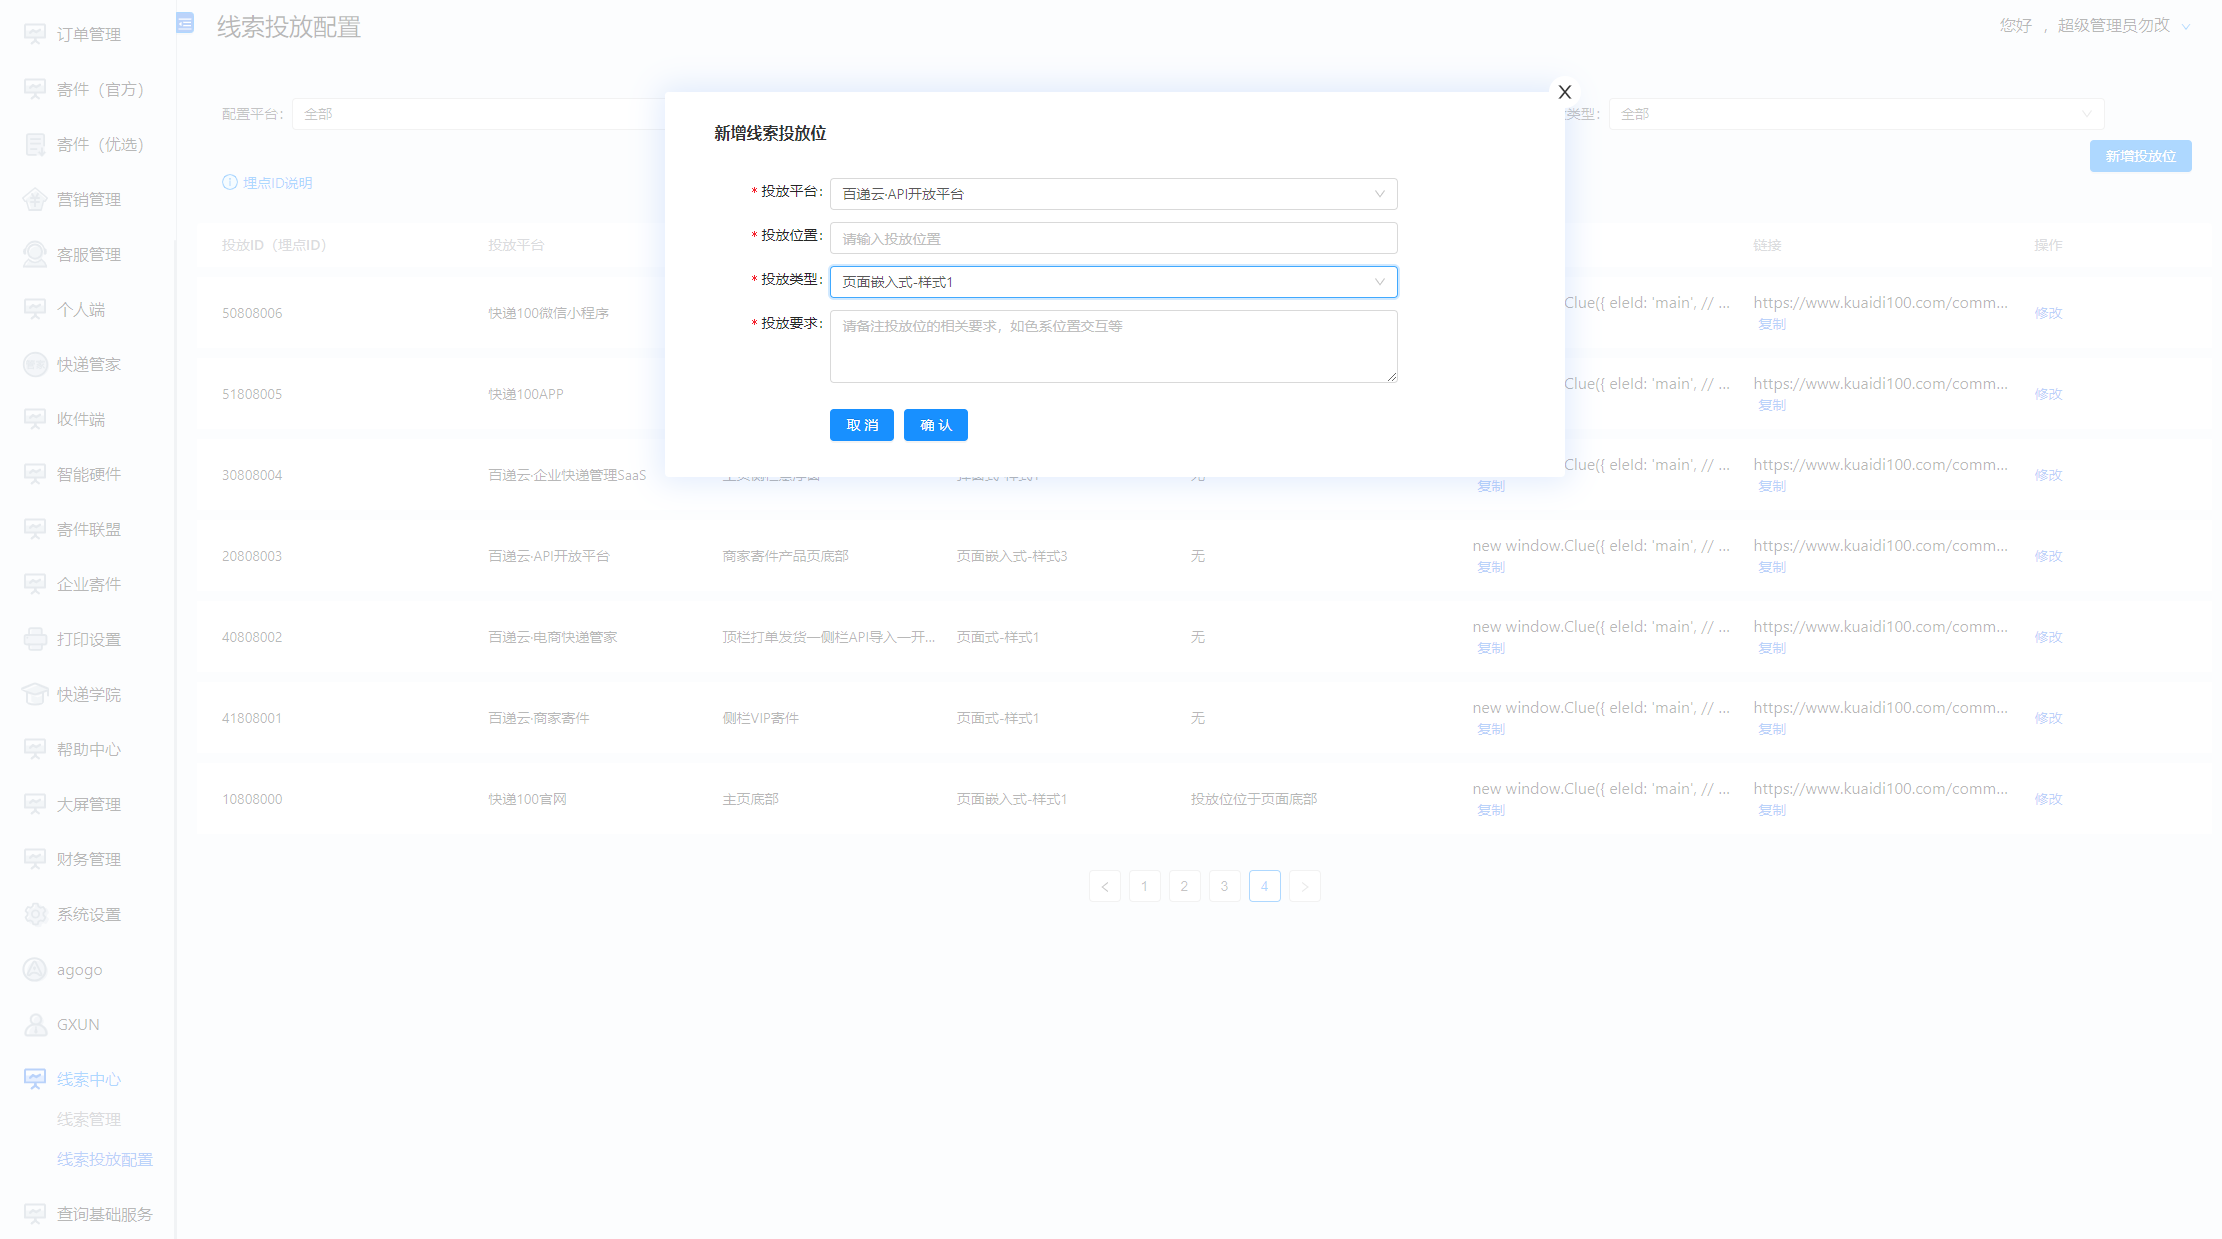 订单管理
寄件（官方）
寄件（优选）
营销管理
客服管理
个人端
快递管家
收件端
智能硬件
寄件联盟
企业寄件
打印设置
快递学院
帮助中心
大屏管理
财务管理
系统设置
agogo
GXUN
线索中心
线索管理
线索投放配置
查询基础服务
线索投放配置
您好 ，超级管理员勿改
配置平台： 全部
类型： 全部
新增投放位
埋点ID说明
投放ID（埋点ID） 投放平台 链接 操作
50808006 快递100微信小程序 Clue({ eleId: 'main', // ... https://www.kuaidi100.com/comm... 修改
复制
51808005 快递100APP Clue({ eleId: 'main', // ... https://www.kuaidi100.com/comm... 修改
复制
30808004 百递云·企业快递管理SaaS Clue({ eleId: 'main', // ... https://www.kuaidi100.com/comm... 修改
复制 复制
20808003 百递云·API开放平台 商家寄件产品页底部 页面嵌入式-样式3 无 new window.Clue({ eleId: 'main', // ... https://www.kuaidi100.com/comm... 修改
复制 复制
40808002 百递云·电商快递管家 顶栏打单发货—侧栏API导入—开... 页面式-样式1 无 new window.Clue({ eleId: 'main', // ... https://www.kuaidi100.com/comm... 修改
复制 复制
41808001 百递云·商家寄件 侧栏VIP寄件 页面式-样式1 无 new window.Clue({ eleId: 'main', // ... https://www.kuaidi100.com/comm... 修改
复制 复制
10808000 快递100官网 主页底部 页面嵌入式-样式1 投放位位于页面底部 new window.Clue({ eleId: 'main', // ... https://www.kuaidi100.com/comm... 修改
复制 复制
< 1 2 3 4 >
X
新增线索投放位
* 投放平台： 百递云·API开放平台
* 投放位置： 请输入投放位置
* 投放类型： 页面嵌入式-样式1
* 投放要求： 请备注投放位的相关要求，如色系位置交互等
取 消 确 认